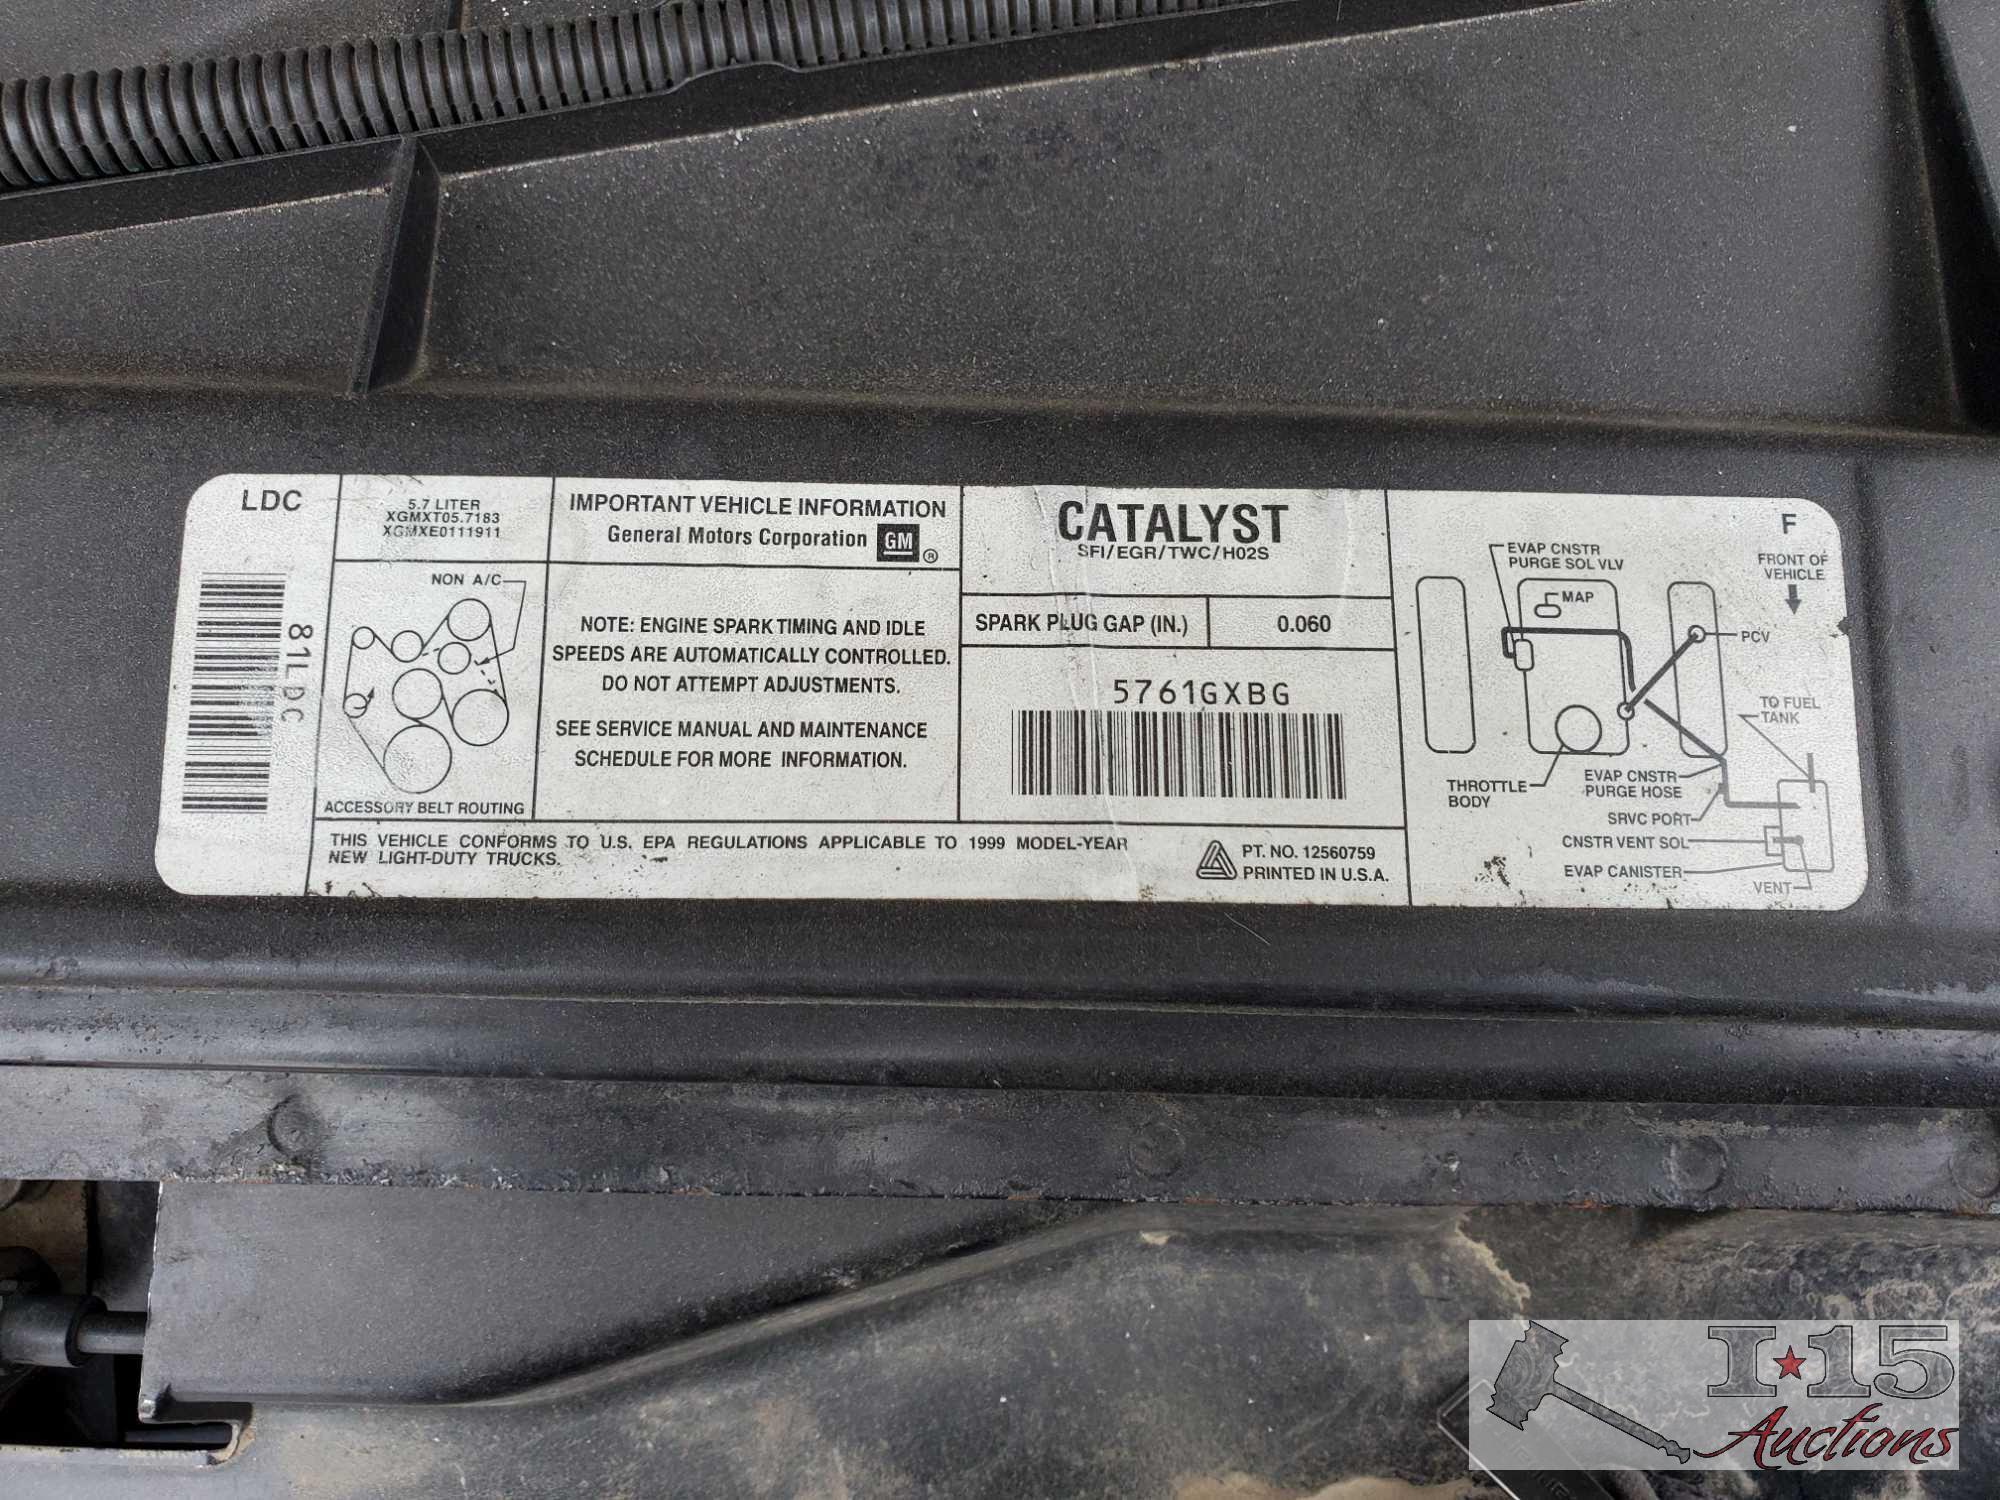 LDC
81LDC
5.7 LITER
XGMXT05.7183
XGMXE0111911
NON A/C
ACCESSORY BELT ROUTING
IMPORTANT VEHICLE INFORMATION
General Motors Corporation GM ®
NOTE: ENGINE SPARK TIMING AND IDLE
SPEEDS ARE AUTOMATICALLY CONTROLLED.
DO NOT ATTEMPT ADJUSTMENTS.
SEE SERVICE MANUAL AND MAINTENANCE
SCHEDULE FOR MORE INFORMATION.
CATALYST
SFI/EGR/TWC/HO2S
SPARK PLUG GAP (IN.) 0.060
5761GXBG
THIS VEHICLE CONFORMS TO U.S. EPA REGULATIONS APPLICABLE TO 1999 MODEL-YEAR
NEW LIGHT-DUTY TRUCKS.
PT. NO. 12560759
PRINTED IN U.S.A.
F
FRONT OF
VEHICLE
EVAP CNSTR
PURGE SOL VLV
MAP
PCV
TO FUEL
TANK
THROTTLE
BODY
EVAP CNSTR
PURGE HOSE
SRVC PORT
CNSTR VENT SOL
EVAP CANISTER
VENT
I★15
Auctions